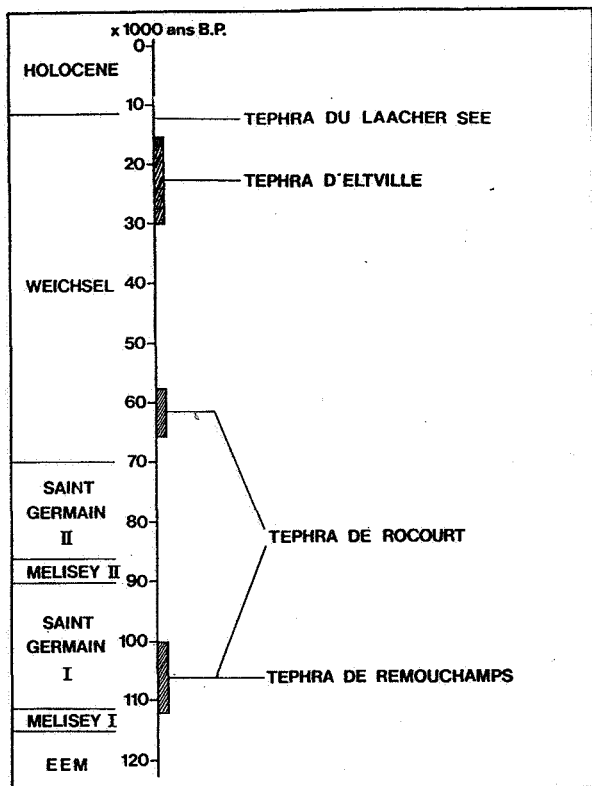 x 1000 ans B.P.
0
HOLOCENE
10
TEPHRA DU LAACHER SEE
20
TEPHRA D'ELTVILLE
30
WEICHSEL
40
50
60
70
SAINT
GERMAIN
II
80
TEPHRA DE ROCOURT
MELISEY II
90
SAINT
GERMAIN
I
100
TEPHRA DE REMOUCHAMPS
110
MELISEY I
EEM
120